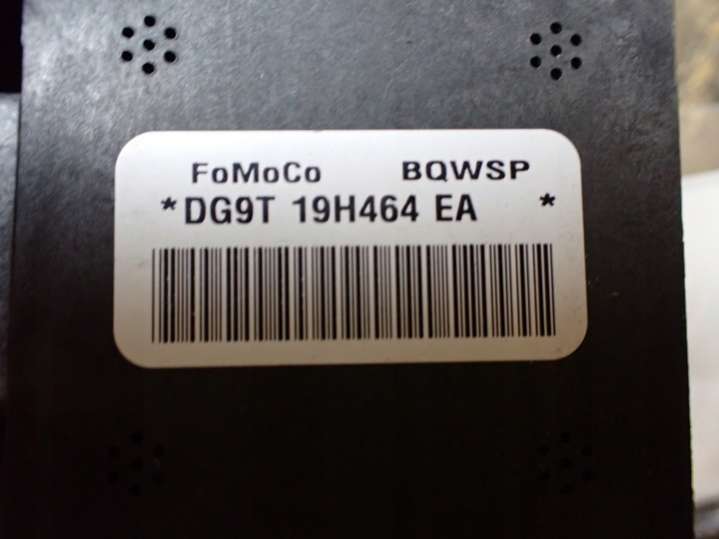 FoMoCo BQWSP
*DG9T 19H464 EA *